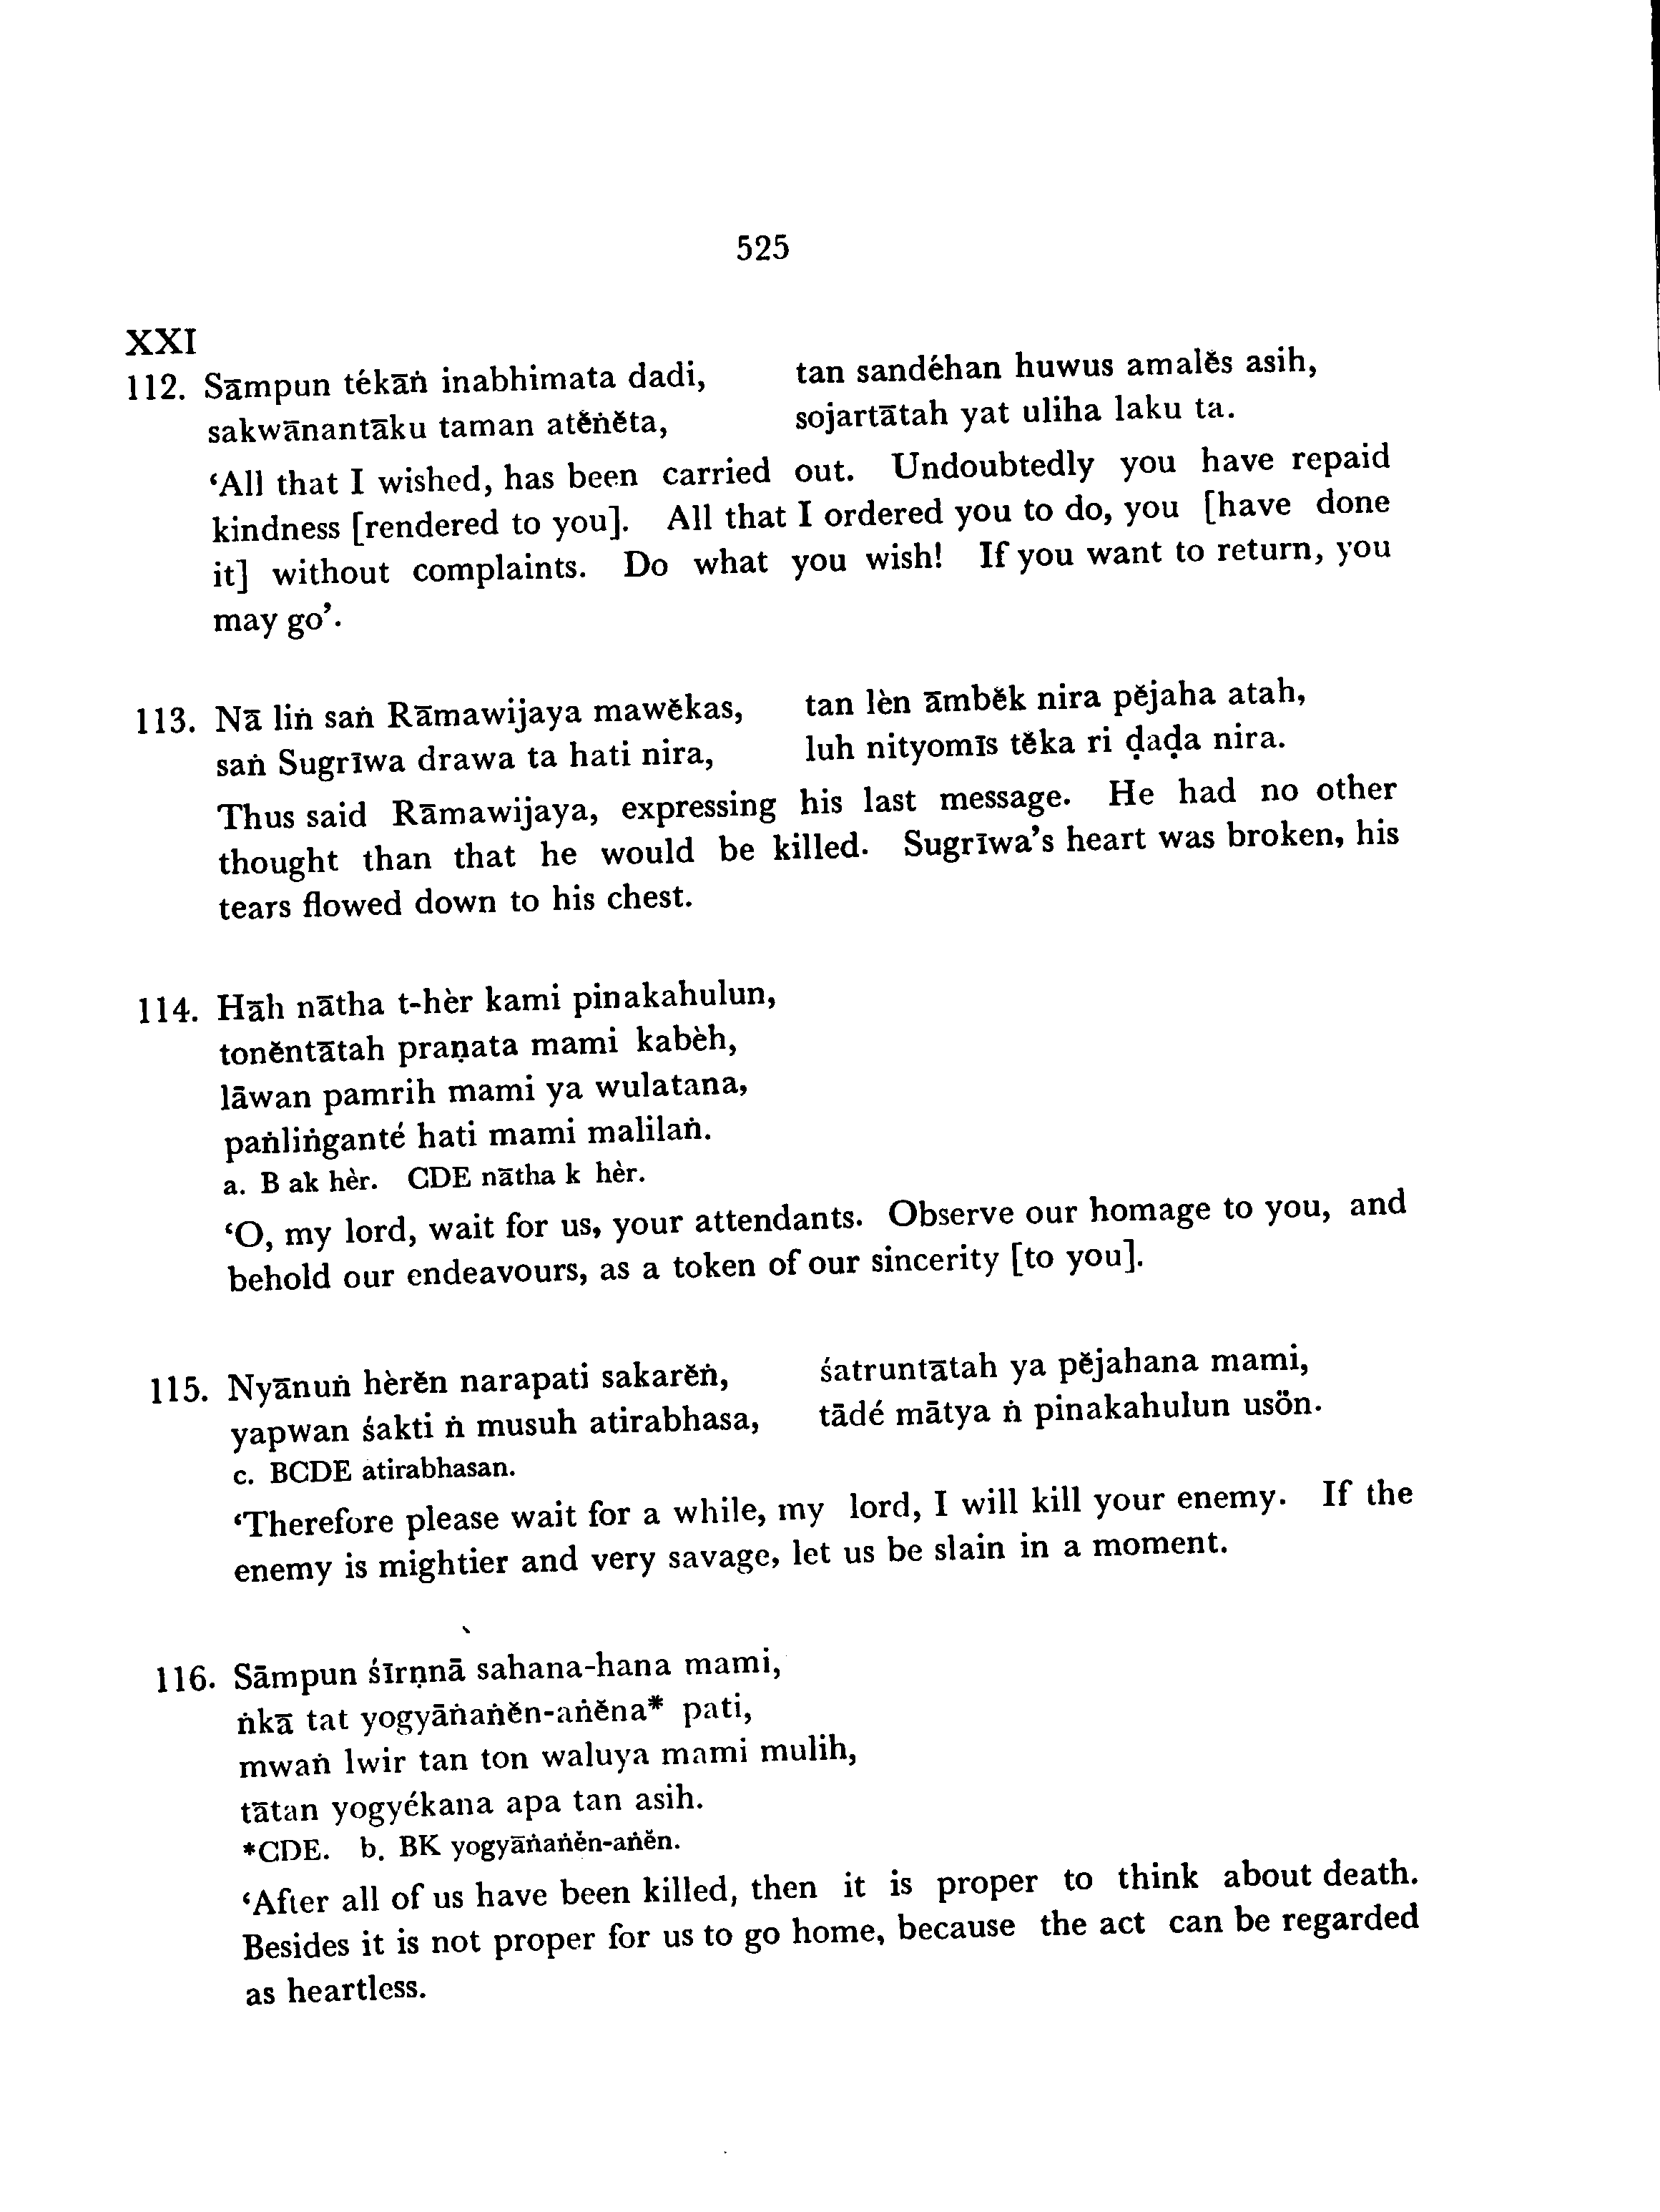 525
XXI
112. Sāmpun tékāṅ inabhimata dadi, tan sandéhan huwus amalĕs asih,
sakwānantāku taman atĕṅĕta, sojartātah yat uliha laku ta.
‘All that I wished, has been carried out. Undoubtedly you have repaid
kindness [rendered to you]. All that I ordered you to do, you [have done
it] without complaints. Do what you wish! If you want to return, you
may go’.
113. Nā liṅ saṅ Rāmawijaya mawĕkas, tan lèn āmbĕk nira pĕjaha atah,
saṅ Sugrīwa drawa ta hati nira, luh nityomīs tĕka ri ḍaḍa nira.
Thus said Rāmawijaya, expressing his last message. He had no other
thought than that he would be killed. Sugrīwa’s heart was broken, his
tears flowed down to his chest.
114. Hāh nātha t-hèr kami pinakahulun,
tonĕntātah praṇata mami kabèh,
lāwan pamrih mami ya wulatana,
paṅliṅganté hati mami malilaṅ.
a. B ak hèr. CDE nātha k hèr.
‘O, my lord, wait for us, your attendants. Observe our homage to you, and
behold our endeavours, as a token of our sincerity [to you].
115. Nyānuṅ hèrĕn narapati sakarĕṅ, śatruntātah ya pĕjahana mami,
yapwan śakti ṅ musuh atirabhasa, tādé mātya ṅ pinakahulun usön.
c. BCDE atirabhasan.
‘Therefore please wait for a while, my lord, I will kill your enemy. If the
enemy is mightier and very savage, let us be slain in a moment.
116. Sāmpun śīrṇnā sahana-hana mami,
ṅkā tat yogyāṅaṅĕn-aṅĕna* pati,
mwaṅ lwir tan ton waluya mami mulih,
tātan yogyékana apa tan asih.
*CDE. b. BK yogyāṅaṅĕn-aṅĕn.
‘After all of us have been killed, then it is proper to think about death.
Besides it is not proper for us to go home, because the act can be regarded
as heartless.